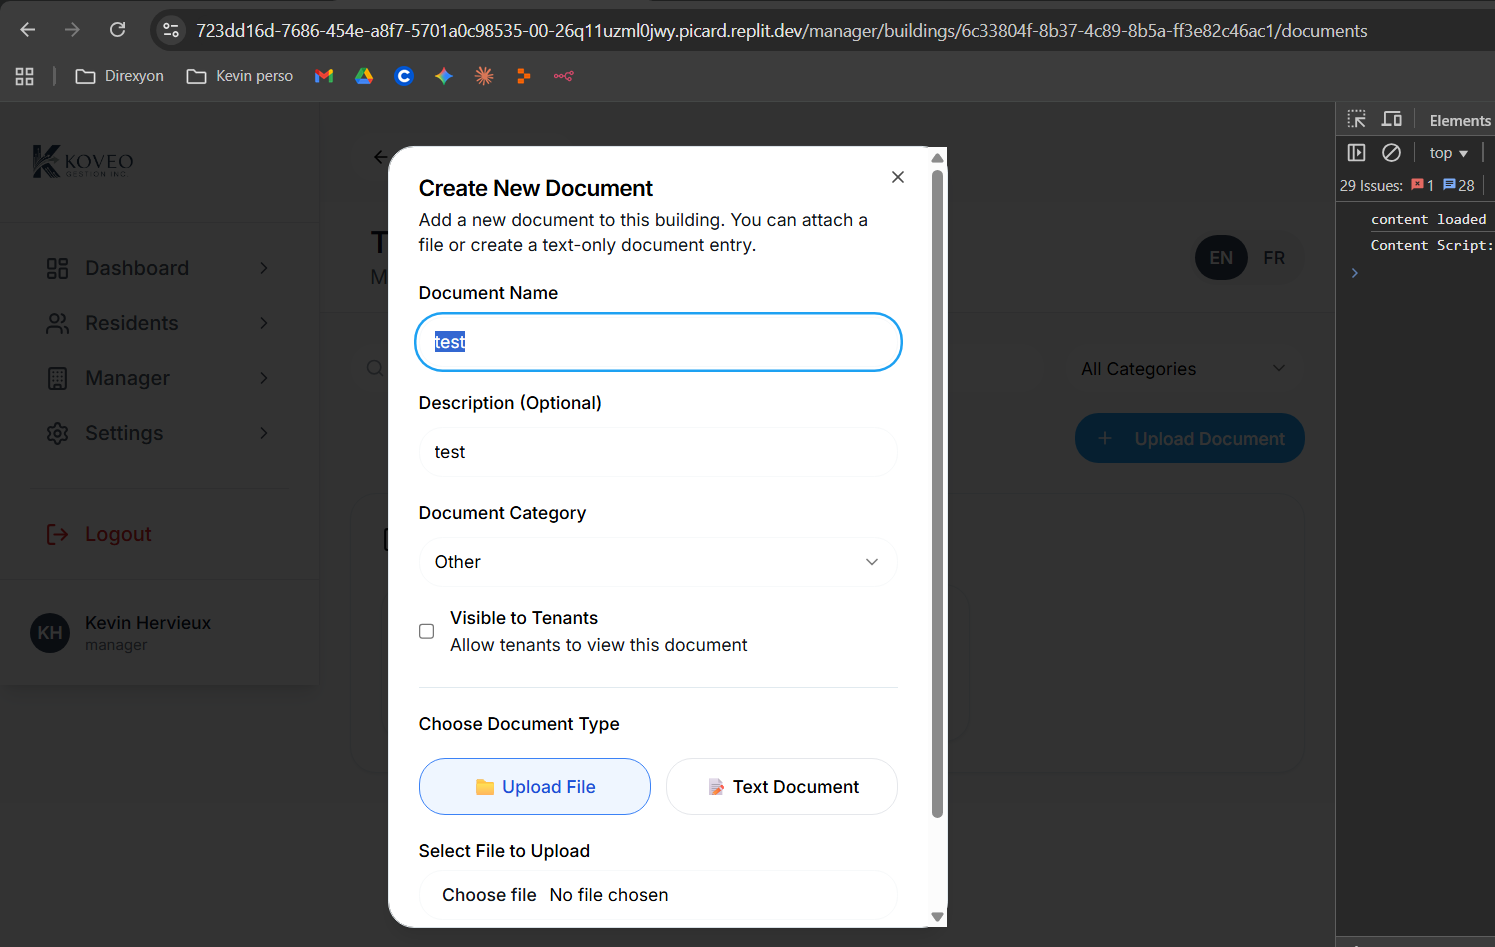 723dd16d-7686-454e-a8f7-5701a0c98535-00-26q11uzml0jwy.picard.replit.dev/manager/buildings/6c33804f-8b37-4c89-8b5a-ff3e82c46ac1/documents
Direxyon
Kevin perso
KOVEO
GESTION INC.
Dashboard
Residents
Manager
Settings
Logout
KH
Kevin Hervieux
manager
T
M
EN
FR
All Categories
+ Upload Document
Create New Document
Add a new document to this building. You can attach a
file or create a text-only document entry.
Document Name
test
Description (Optional)
test
Document Category
Other
Visible to Tenants
Allow tenants to view this document
Choose Document Type
Upload File
Text Document
Select File to Upload
Choose file No file chosen
Elements
top
29 Issues: 1 28
content loaded
Content Script: